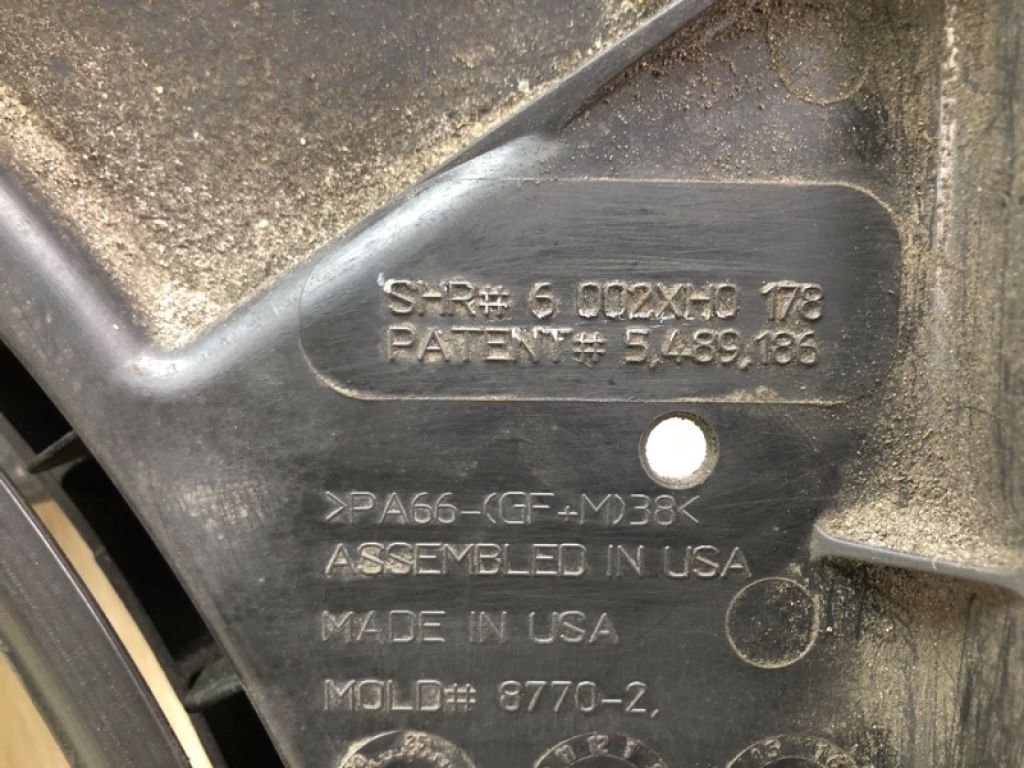 SHR# 6 002XH0 178
PATENT# 5,489,186
>PA66-(GF+M)38<
ASSEMBLED IN USA
MADE IN USA
MOLD# 8770-2,